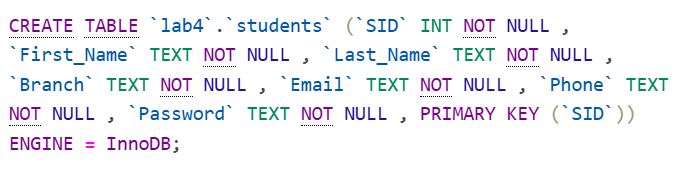 CREATE TABLE `lab4`.`students` (`SID` INT NOT NULL ,
`First_Name` TEXT NOT NULL , `Last_Name` TEXT NOT NULL ,
`Branch` TEXT NOT NULL , `Email` TEXT NOT NULL , `Phone` TEXT
NOT NULL , `Password` TEXT NOT NULL , PRIMARY KEY (`SID`))
ENGINE = InnoDB;